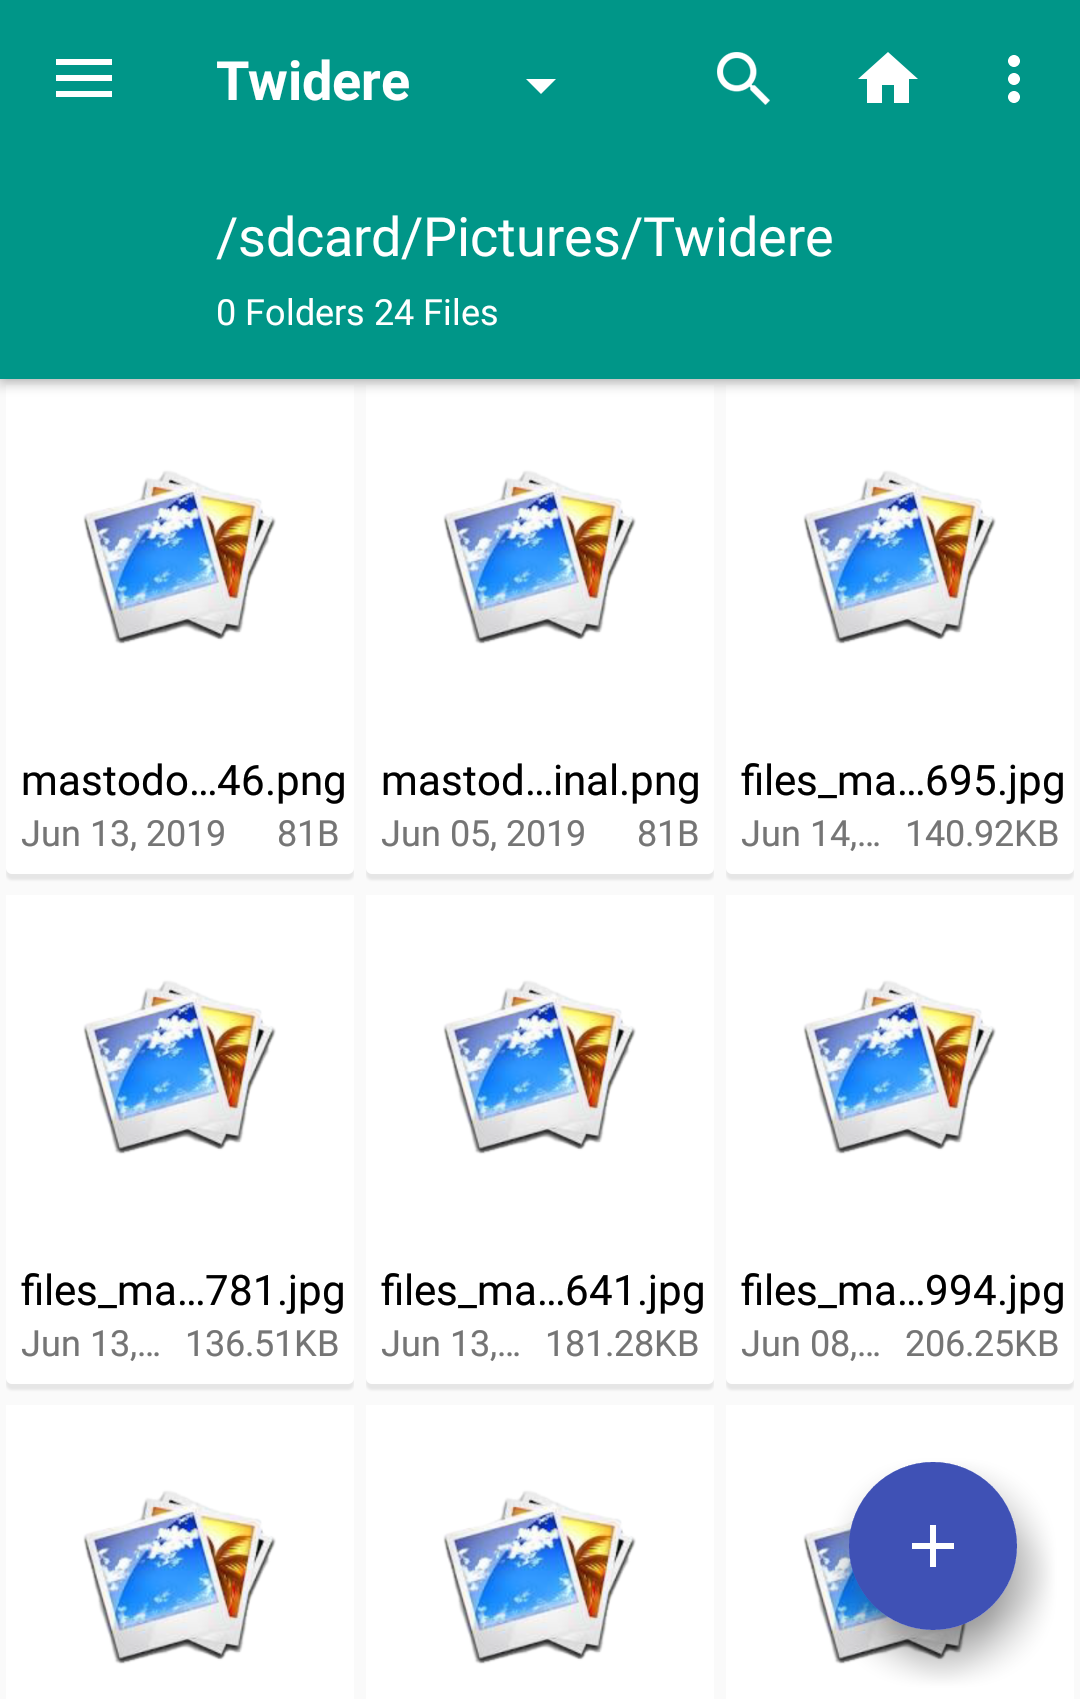 Twidere
/sdcard/Pictures/Twidere
0 Folders 24 Files
mastodo...46.png
Jun 13, 2019 81B
mastod...inal.png
Jun 05, 2019 81B
files_ma...695.jpg
Jun 14,... 140.92KB
files_ma...781.jpg
Jun 13,... 136.51KB
files_ma...641.jpg
Jun 13,... 181.28KB
files_ma...994.jpg
Jun 08,... 206.25KB